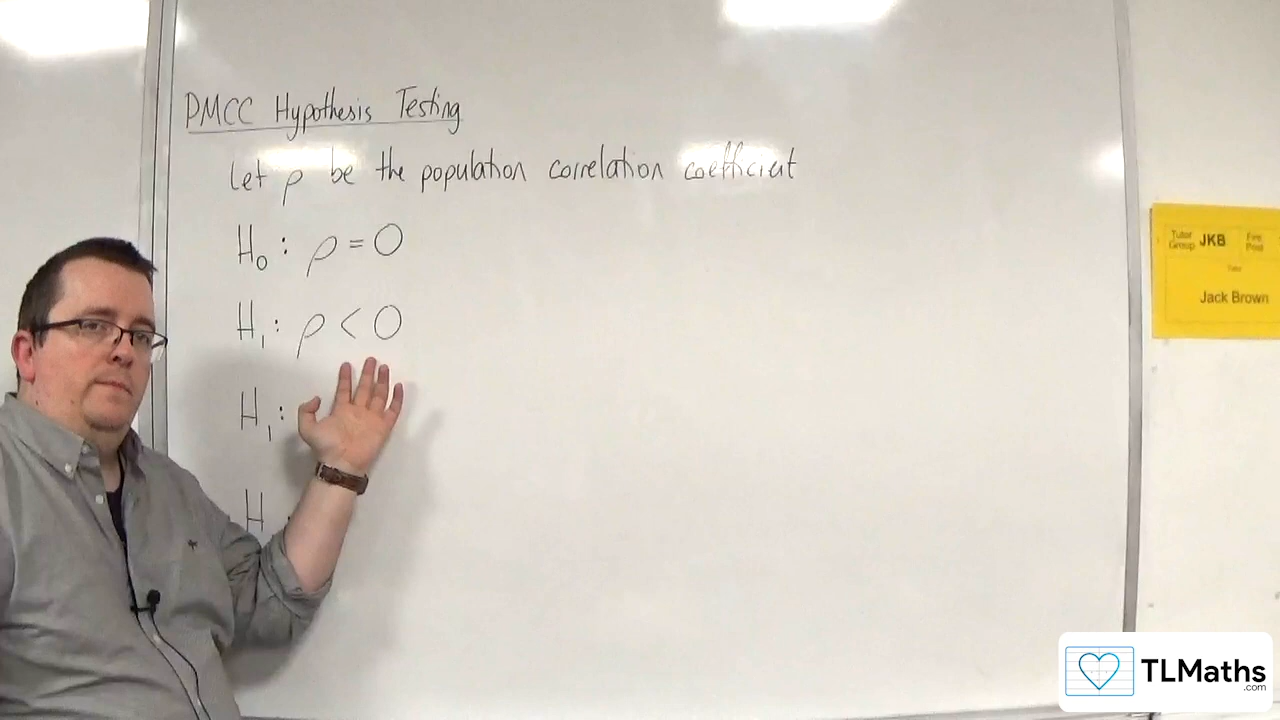 PMCC Hypothesis Testing
Let ρ be the population correlation coefficient
H₀ : ρ = 0
H₁ : ρ < 0
H₁ :
H
Tutor Group JKB
Jack Brown
TLMaths
.com